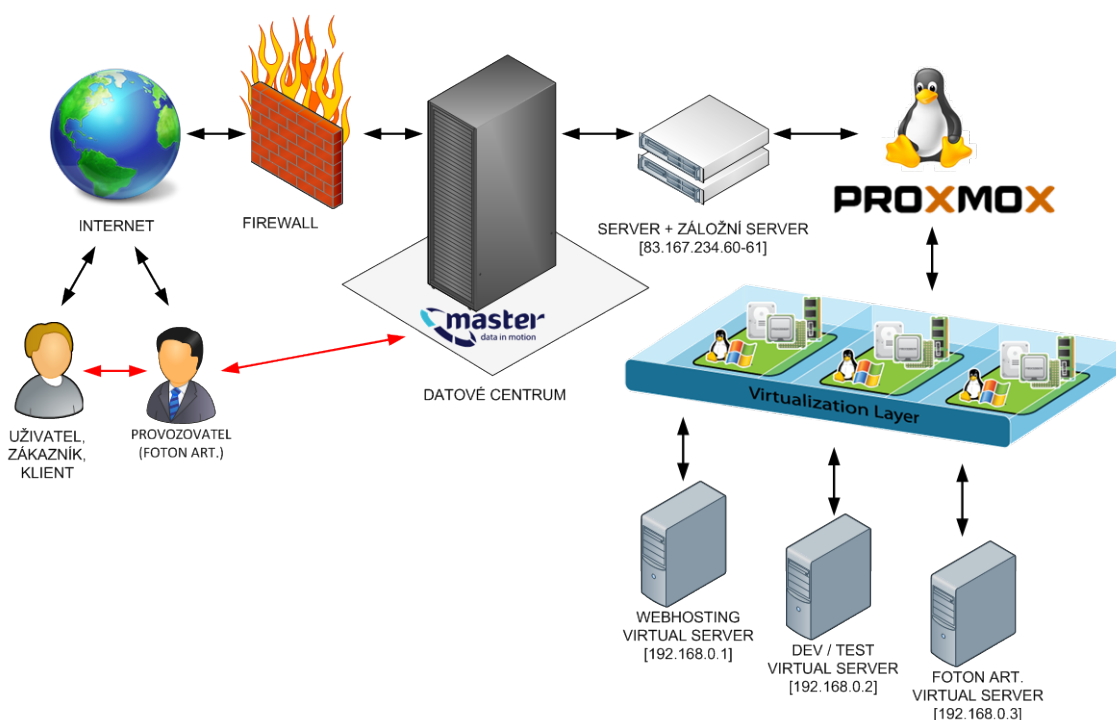 INTERNET
FIREWALL
SERVER + ZÁLOŽNÍ SERVER
[83.167.234.60-61]
PROXMOX
master
data in motion
DATOVÉ CENTRUM
UŽIVATEL,
ZÁKAZNÍK,
KLIENT
PROVOZOVATEL
(FOTON ART.)
Virtualization Layer
WEBHOSTING
VIRTUAL SERVER
[192.168.0.1]
DEV / TEST
VIRTUAL SERVER
[192.168.0.2]
FOTON ART.
VIRTUAL SERVER
[192.168.0.3]